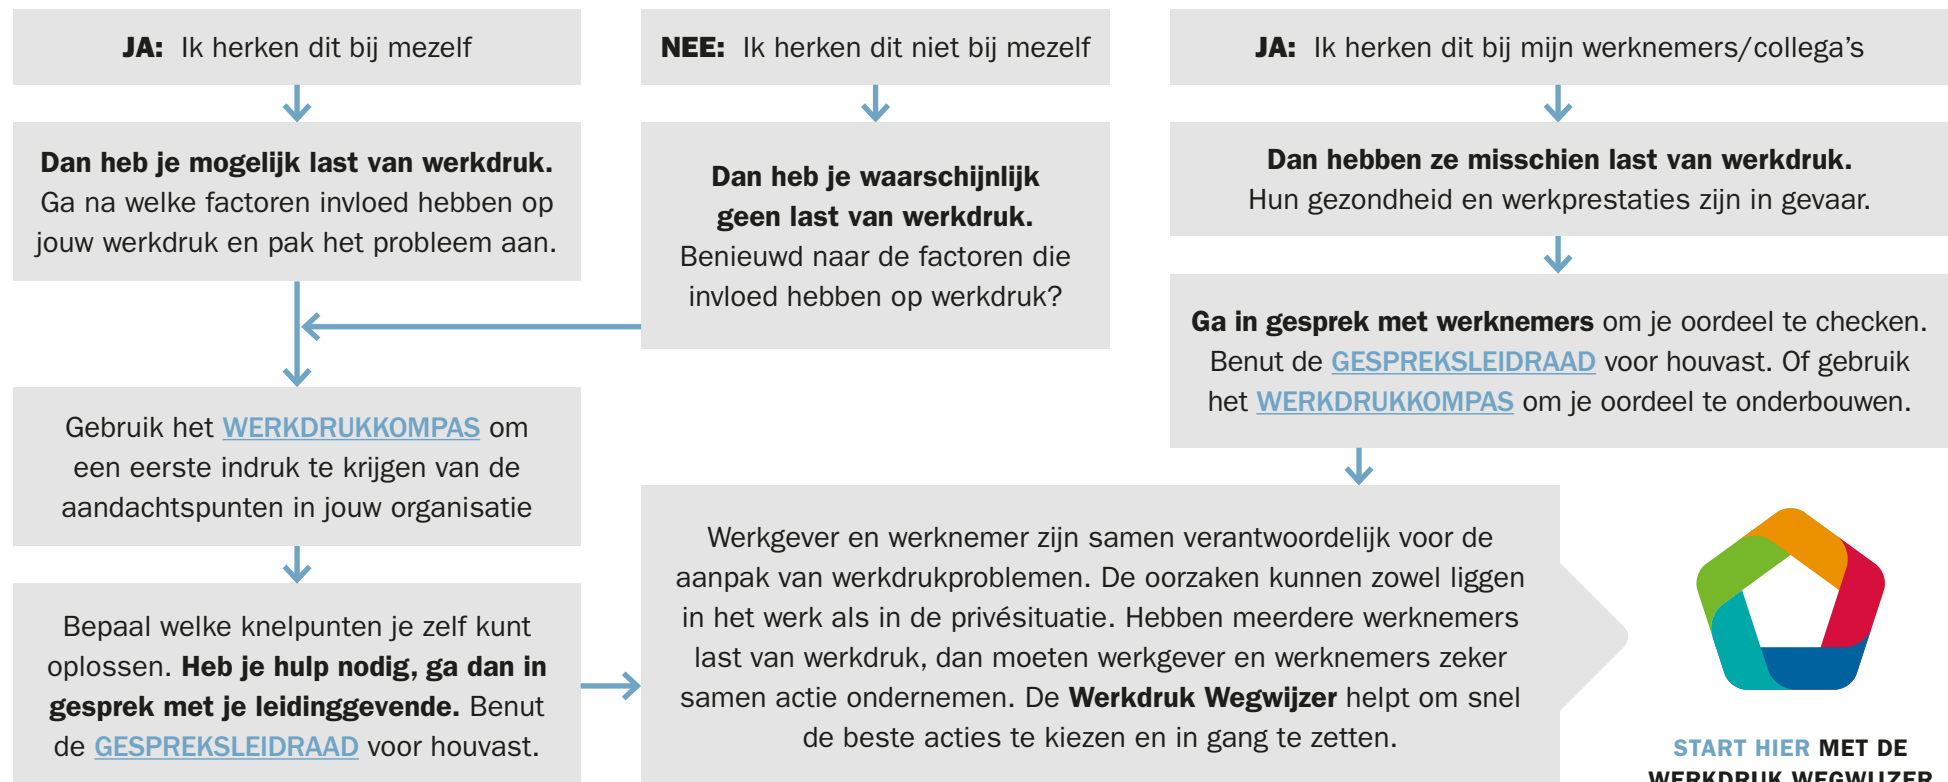 JA: Ik herken dit bij mezelf
Dan heb je mogelijk last van werkdruk.
Ga na welke factoren invloed hebben op
jouw werkdruk en pak het probleem aan.
Gebruik het WERKDRUKKOMPAS om
een eerste indruk te krijgen van de
aandachtspunten in jouw organisatie
Bepaal welke knelpunten je zelf kunt
oplossen. Heb je hulp nodig, ga dan in
gesprek met je leidinggevende. Benut
de GESPREKSLEIDRAAD voor houvast.
NEE: Ik herken dit niet bij mezelf
Dan heb je waarschijnlijk
geen last van werkdruk.
Benieuwd naar de factoren die
invloed hebben op werkdruk?
JA: Ik herken dit bij mijn werknemers/collega's
Dan hebben ze misschien last van werkdruk.
Hun gezondheid en werkprestaties zijn in gevaar.
Ga in gesprek met werknemers om je oordeel te checken.
Benut de GESPREKSLEIDRAAD voor houvast. Of gebruik
het WERKDRUKKOMPAS om je oordeel te onderbouwen.
Werkgever en werknemer zijn samen verantwoordelijk voor de
aanpak van werkdrukproblemen. De oorzaken kunnen zowel liggen
in het werk als in de privésituatie. Hebben meerdere werknemers
last van werkdruk, dan moeten werkgever en werknemers zeker
samen actie ondernemen. De Werkdruk Wegwijzer helpt om snel
de beste acties te kiezen en in gang te zetten.
START HIER MET DE
WERKDRUK WEGWIJZER